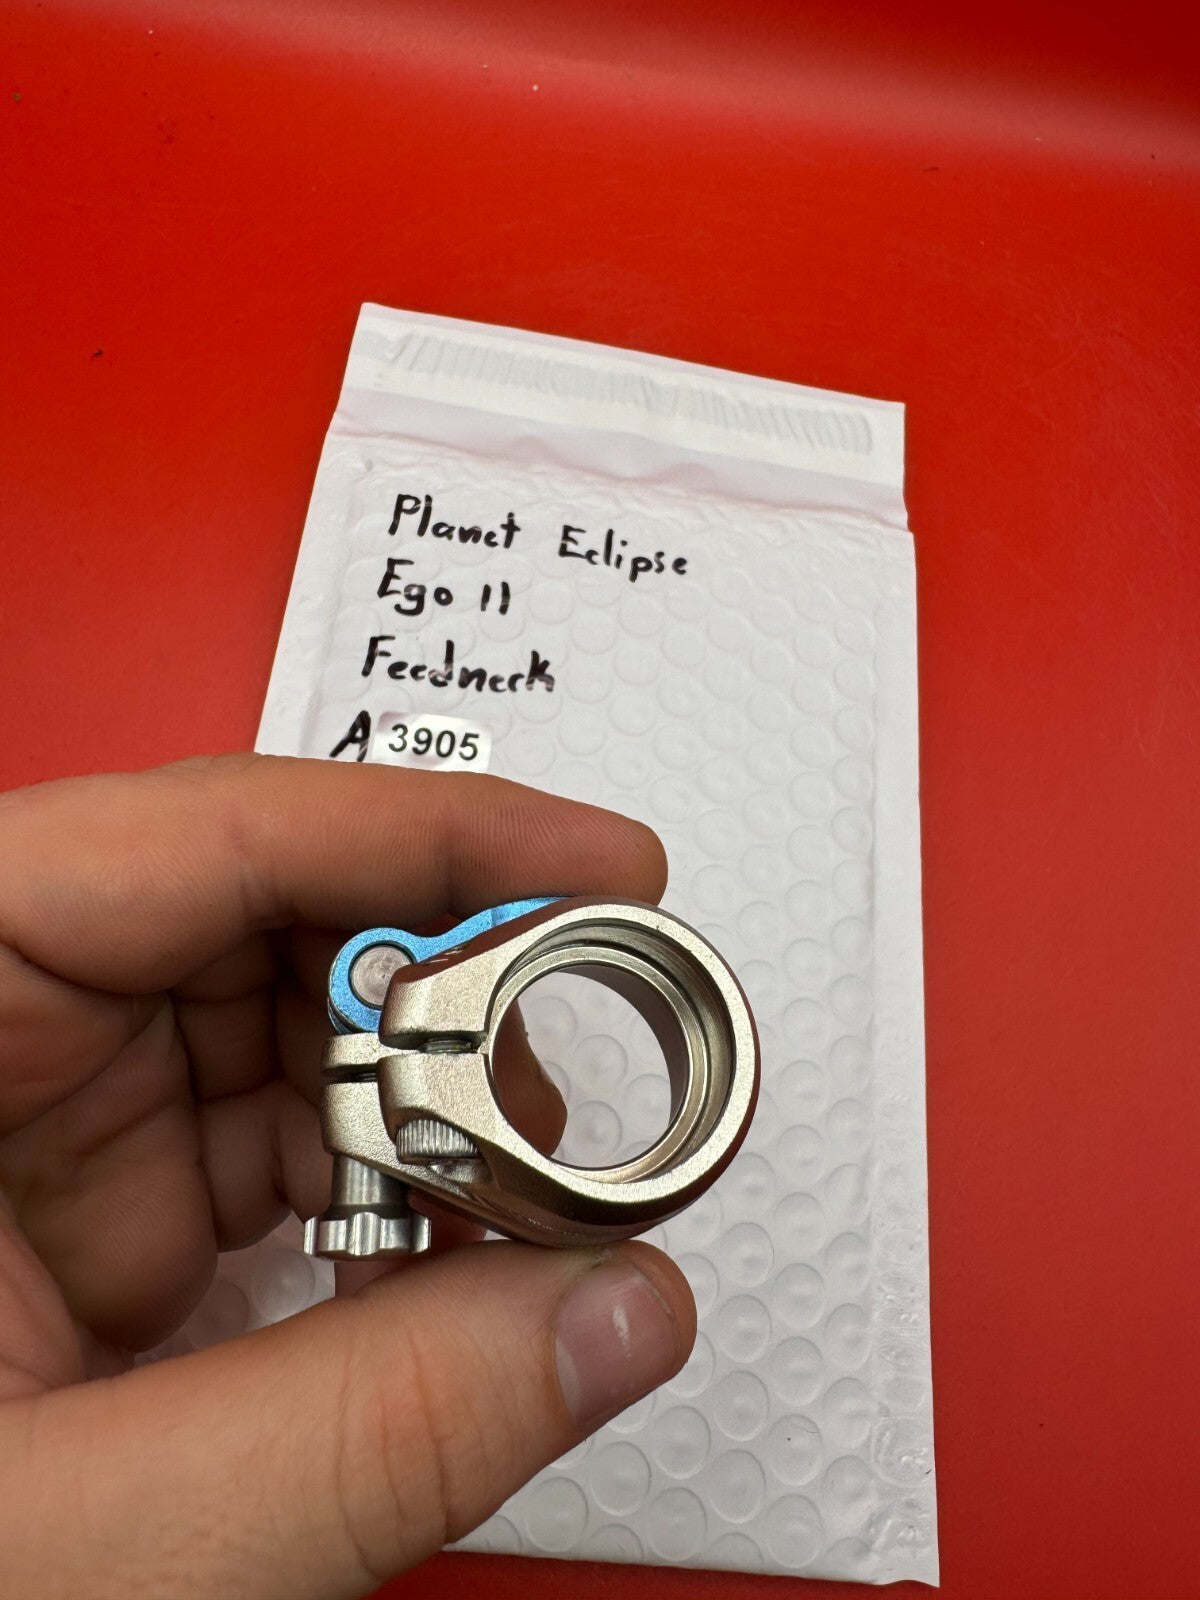 Planet Eclipse
Ego 11
Feedneck
A 3905